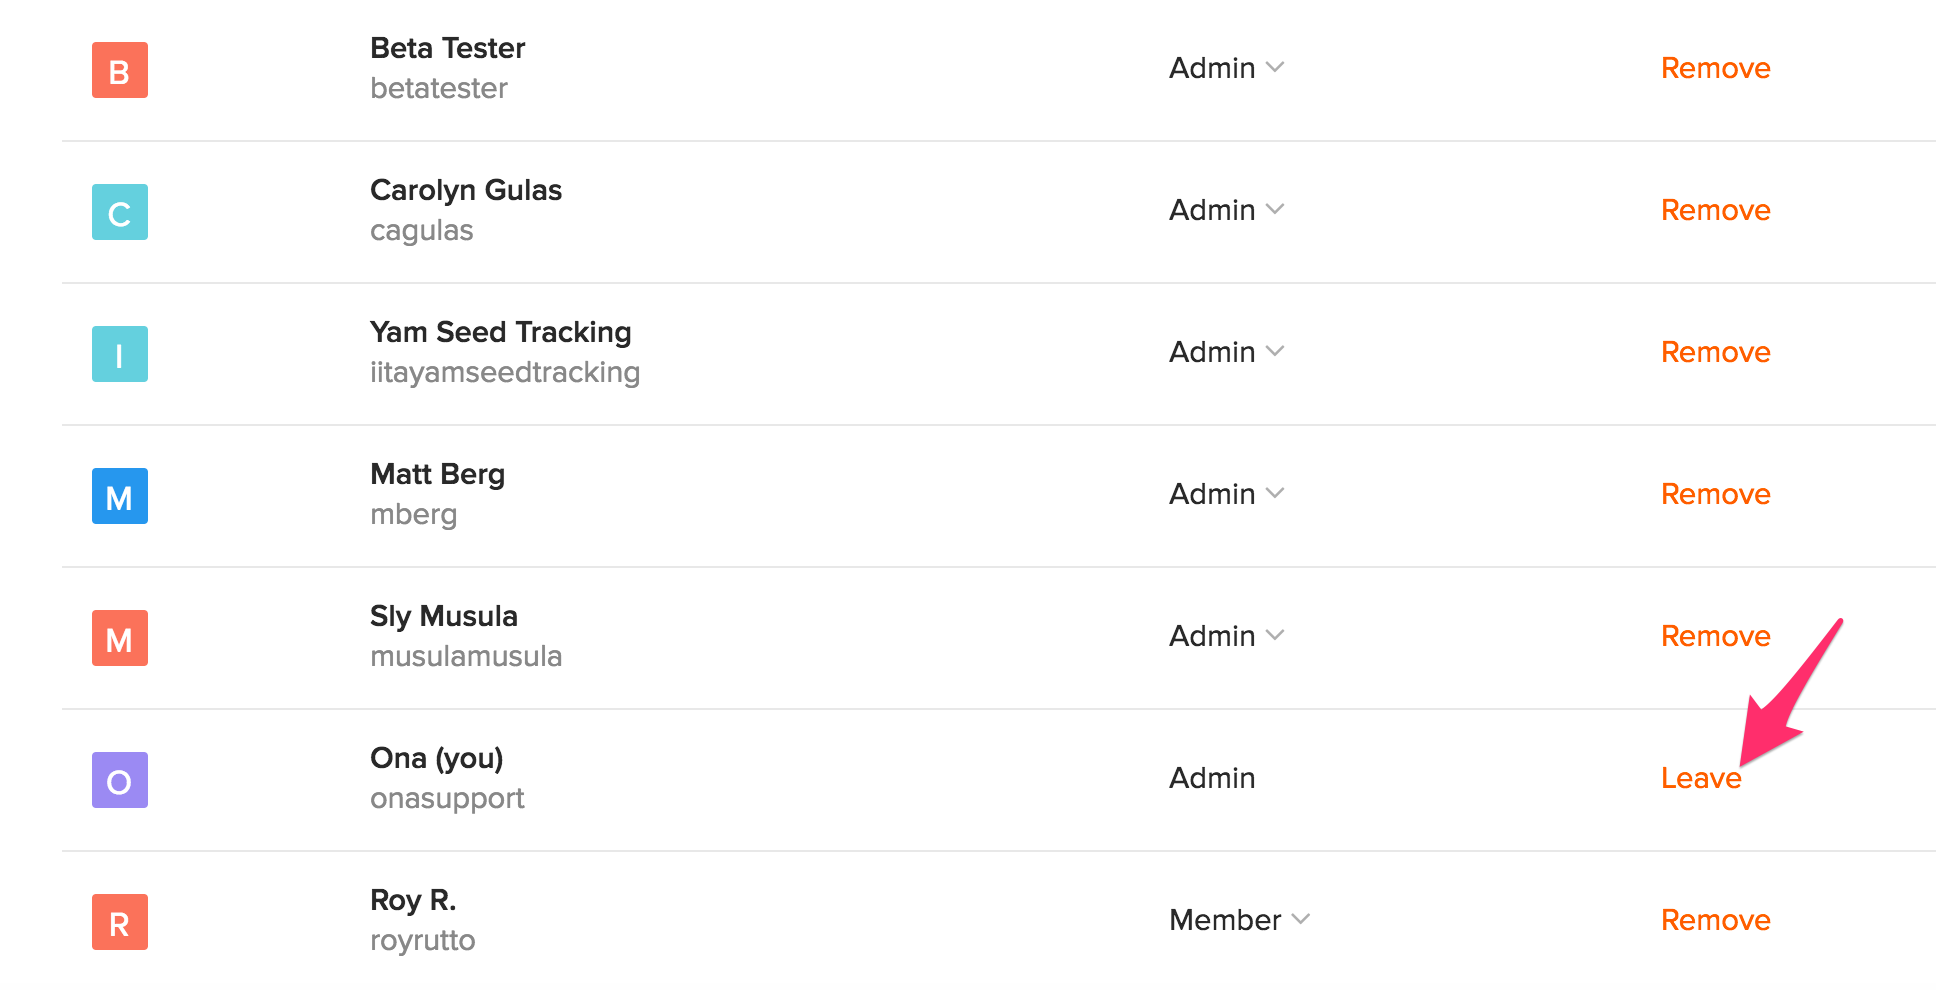 B
Beta Tester
betatester
Admin
Remove
C
Carolyn Gulas
cagulas
Admin
Remove
I
Yam Seed Tracking
iitayamseedtracking
Admin
Remove
M
Matt Berg
mberg
Admin
Remove
M
Sly Musula
musulamusula
Admin
Remove
O
Ona (you)
onasupport
Admin
Leave
R
Roy R.
royrutto
Member
Remove